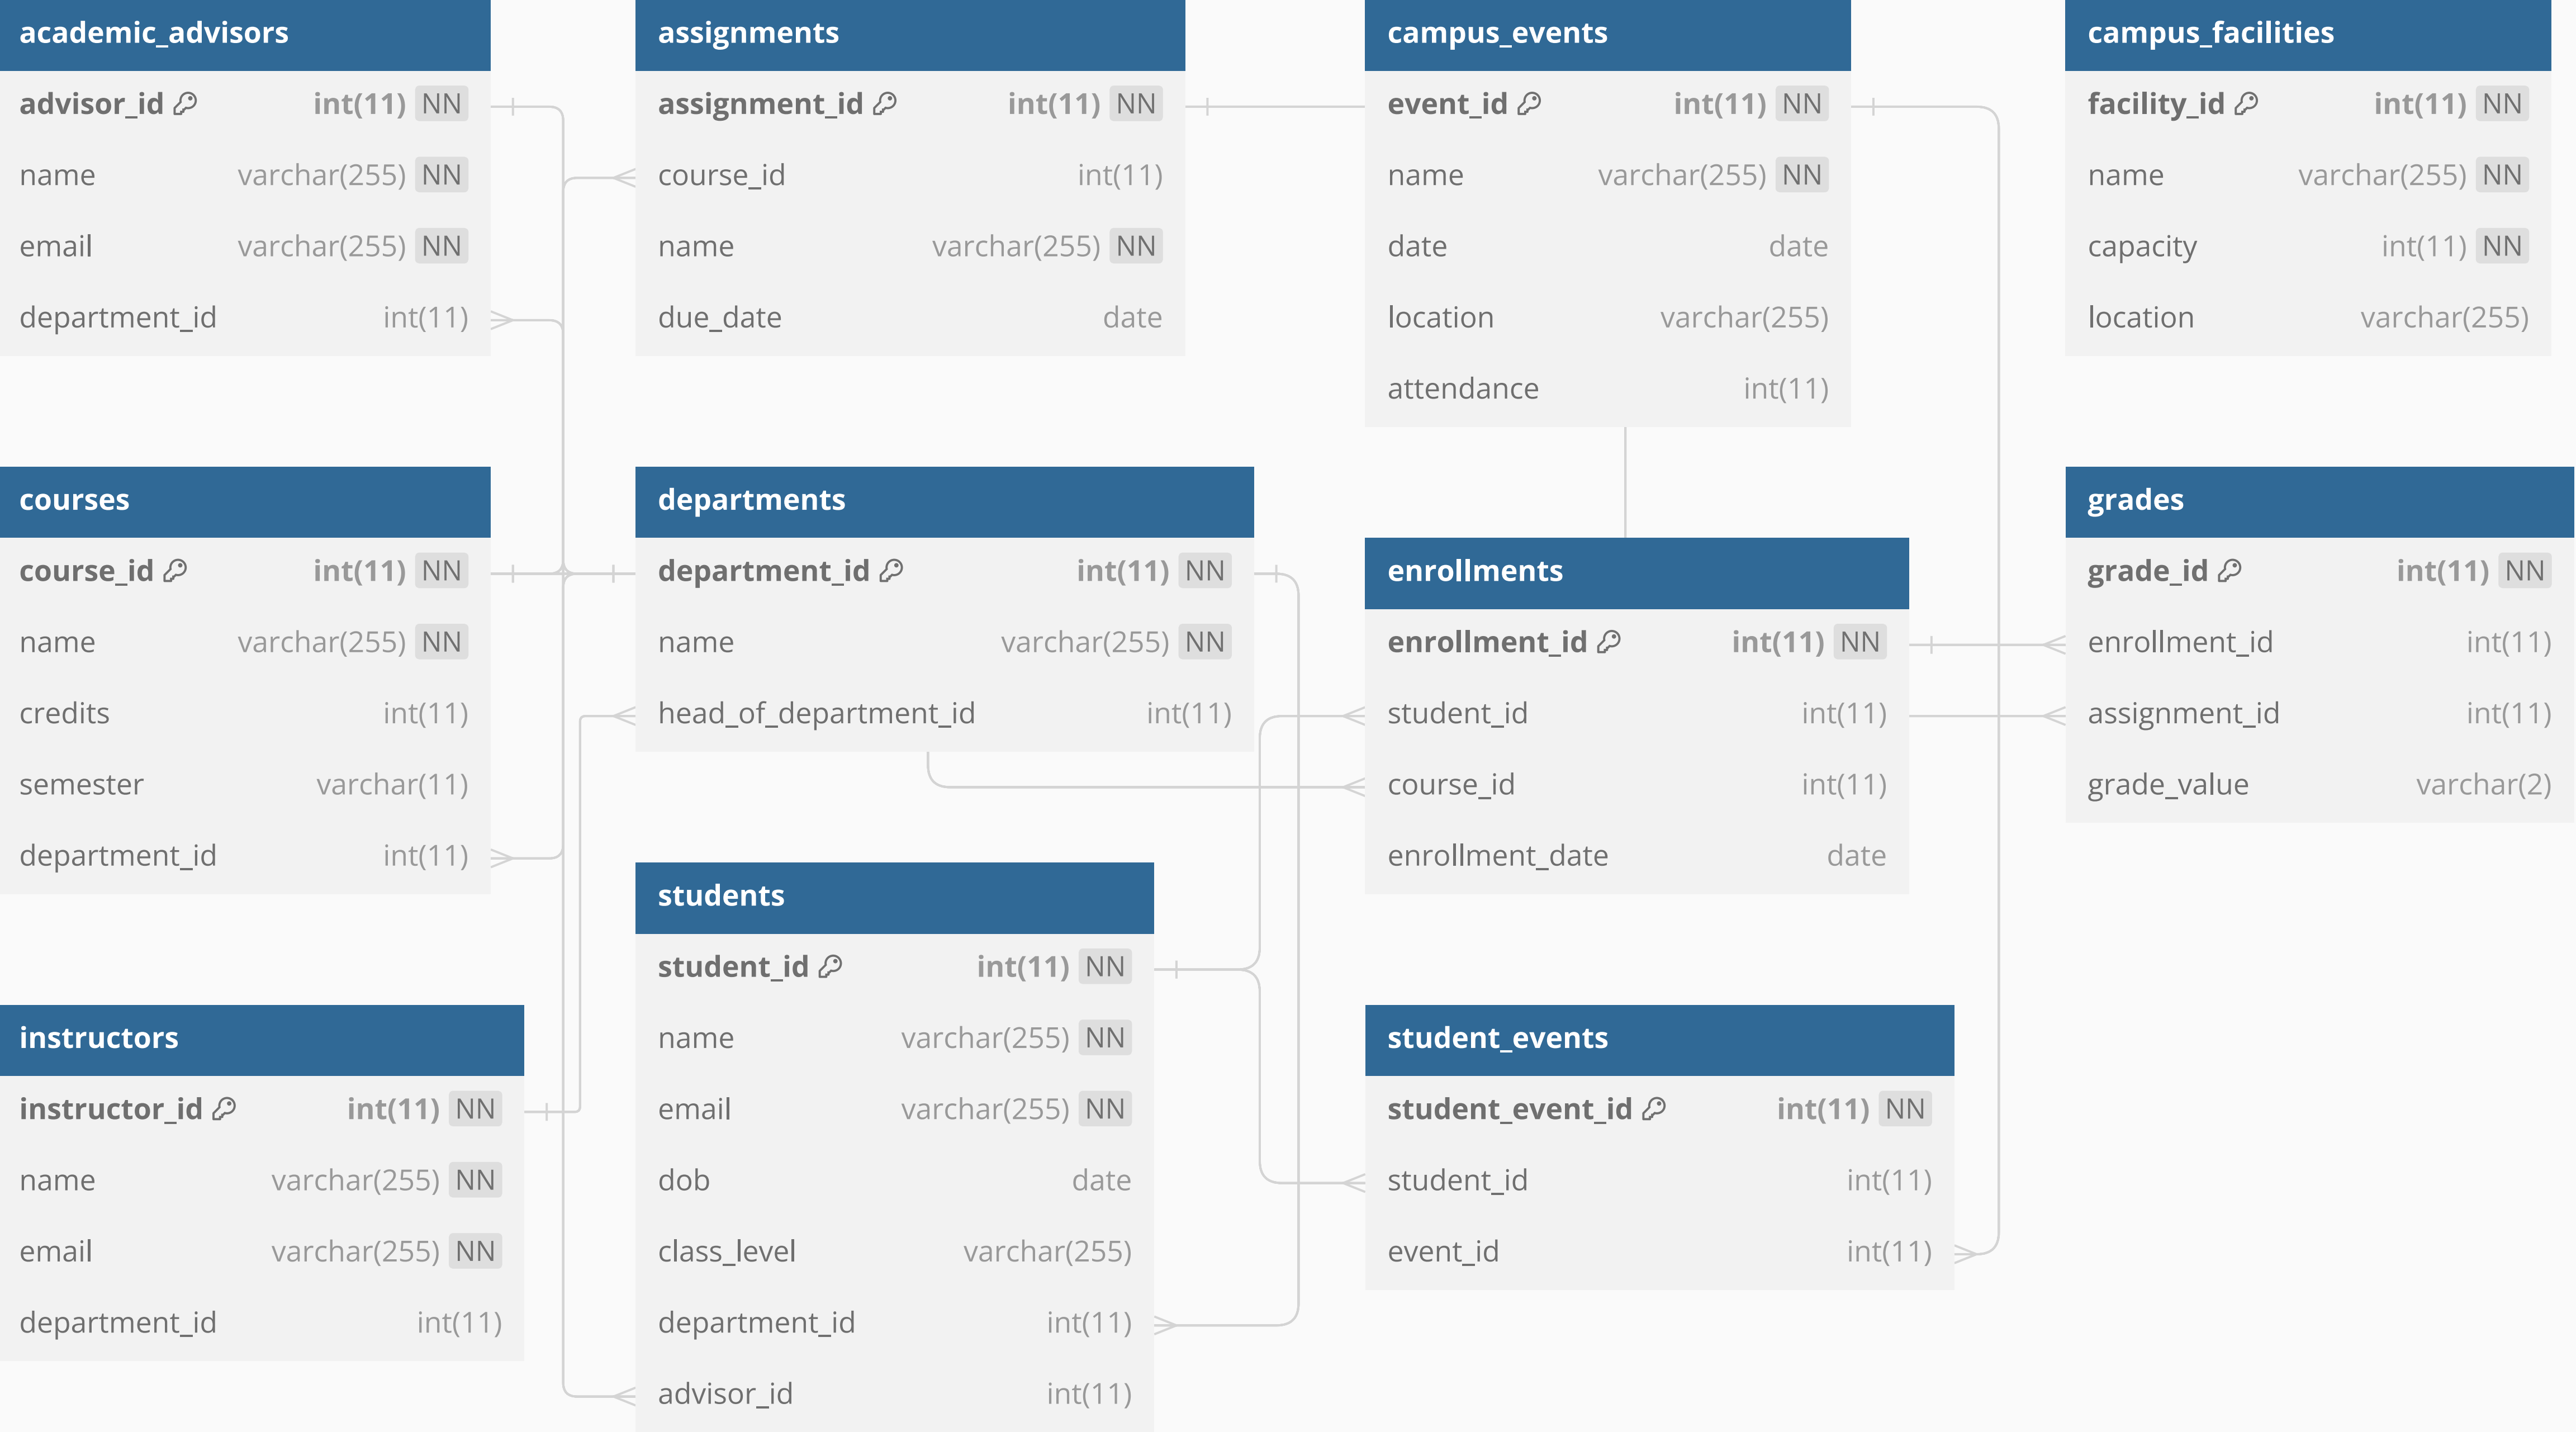 academic_advisors
advisor_id int(11) NN
name varchar(255) NN
email varchar(255) NN
department_id int(11)
assignments
assignment_id int(11) NN
course_id int(11)
name varchar(255) NN
due_date date
campus_events
event_id int(11) NN
name varchar(255) NN
date date
location varchar(255)
attendance int(11)
campus_facilities
facility_id int(11) NN
name varchar(255) NN
capacity int(11) NN
location varchar(255)
courses
course_id int(11) NN
name varchar(255) NN
credits int(11)
semester varchar(11)
department_id int(11)
departments
department_id int(11) NN
name varchar(255) NN
head_of_department_id int(11)
enrollments
enrollment_id int(11) NN
student_id int(11)
course_id int(11)
enrollment_date date
grades
grade_id int(11) NN
enrollment_id int(11)
assignment_id int(11)
grade_value varchar(2)
instructors
instructor_id int(11) NN
name varchar(255) NN
email varchar(255) NN
department_id int(11)
students
student_id int(11) NN
name varchar(255) NN
email varchar(255) NN
dob date
class_level varchar(255)
department_id int(11)
advisor_id int(11)
student_events
student_event_id int(11) NN
student_id int(11)
event_id int(11)